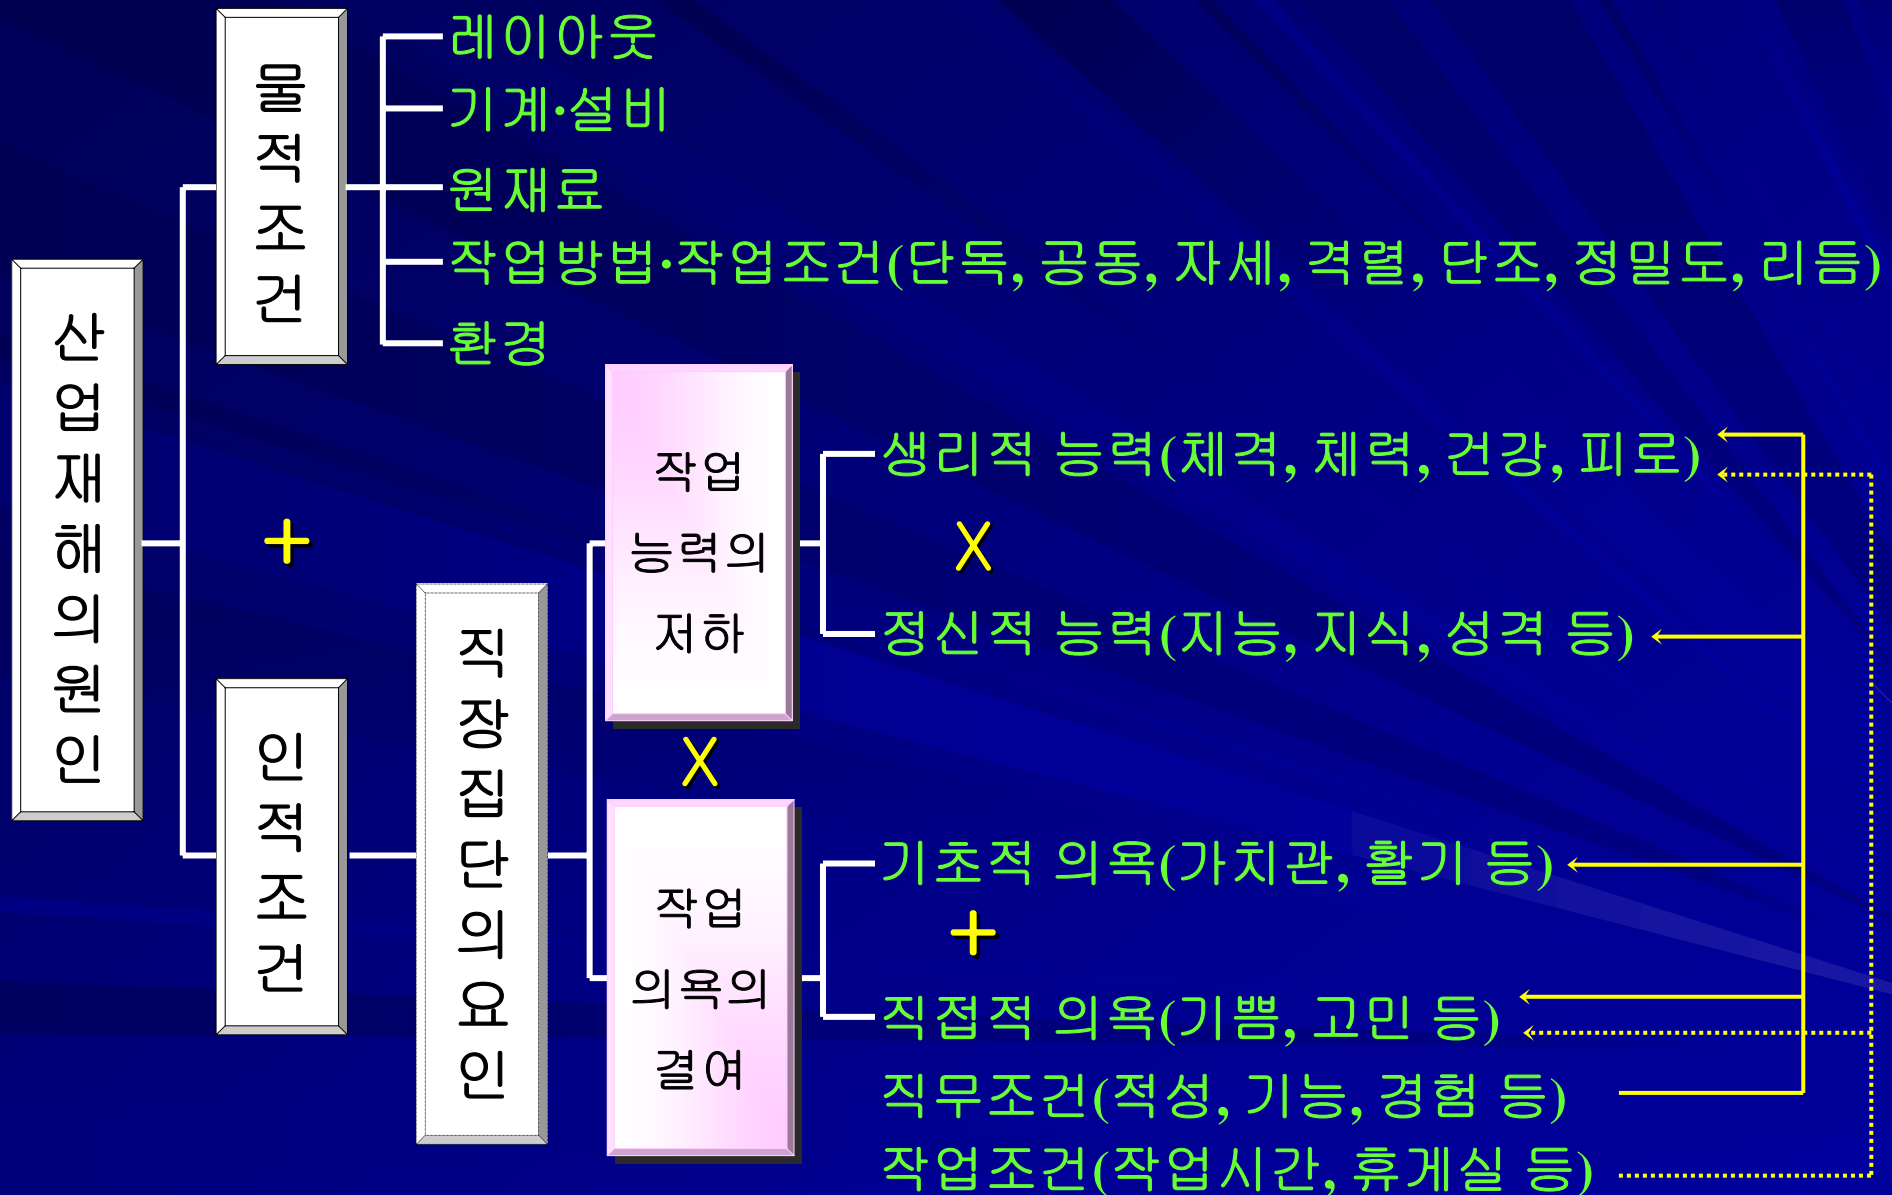 레이아웃
기계·설비
원재료
작업방법·작업조건(단독, 공동, 자세, 격렬, 단조, 정밀도, 리듬)
환경
물적조건
산업재해의원인
+
인적조건
직장집단의요인
작업
능력의
저하
X
작업
의욕의
결여
생리적 능력(체격, 체력, 건강, 피로)
X
정신적 능력(지능, 지식, 성격 등)
기초적 의욕(가치관, 활기 등)
+
직접적 의욕(기쁨, 고민 등)
직무조건(적성, 기능, 경험 등)
작업조건(작업시간, 휴게실 등)